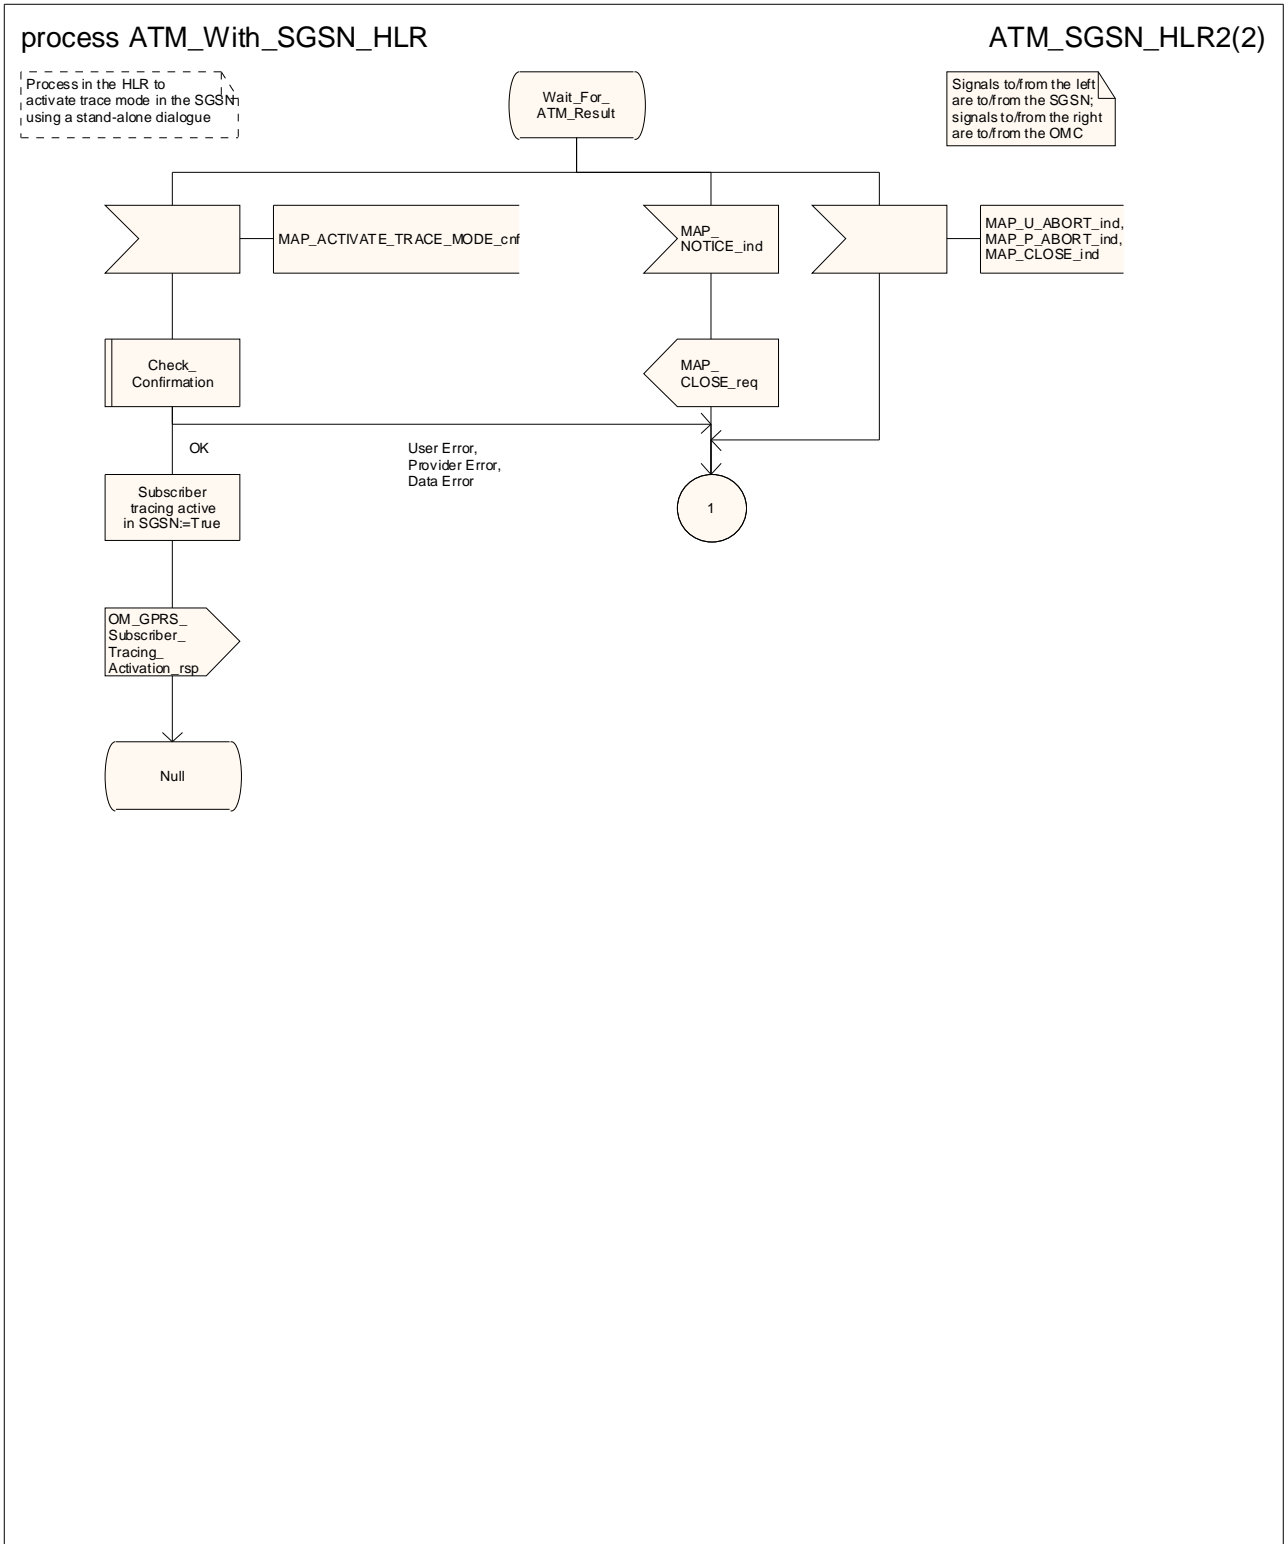 process ATM_With_SGSN_HLR
ATM_SGSN_HLR2(2)
Process in the HLR to
activate trace mode in the SGSN
using a stand-alone dialogue
Wait_For_
ATM_Result
Signals to/from the left
are to/from the SGSN;
signals to/from the right
are to/from the OMC
MAP_ACTIVATE_TRACE_MODE_cnf
MAP_
NOTICE_ind
MAP_U_ABORT_ind,
MAP_P_ABORT_ind,
MAP_CLOSE_ind
Check_
Confirmation
MAP_
CLOSE_req
OK
User Error,
Provider Error,
Data Error
Subscriber
tracing active
in SGSN:=True
1
OM_GPRS_
Subscriber_
Tracing_
Activation_rsp
Null